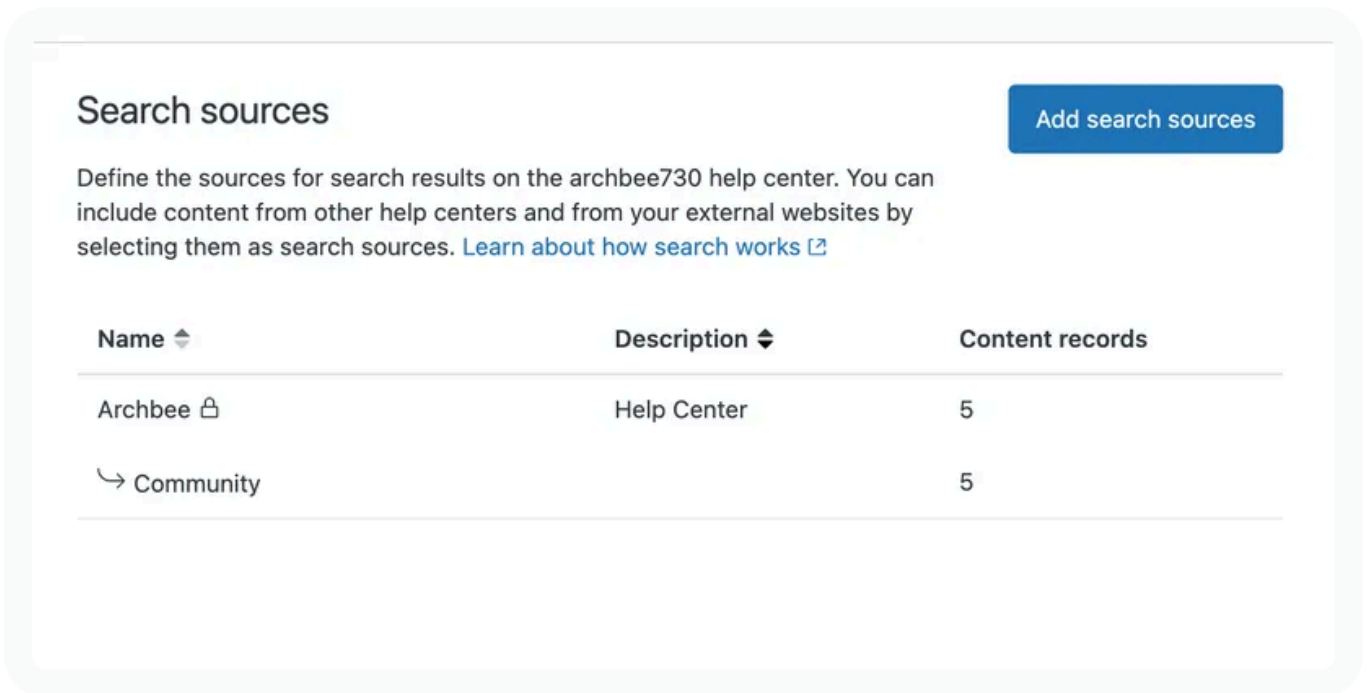 Search sources
Add search sources
Define the sources for search results on the archbee730 help center. You can
include content from other help centers and from your external websites by
selecting them as search sources. Learn about how search works
Name Description Content records
Archbee Help Center 5
Community 5